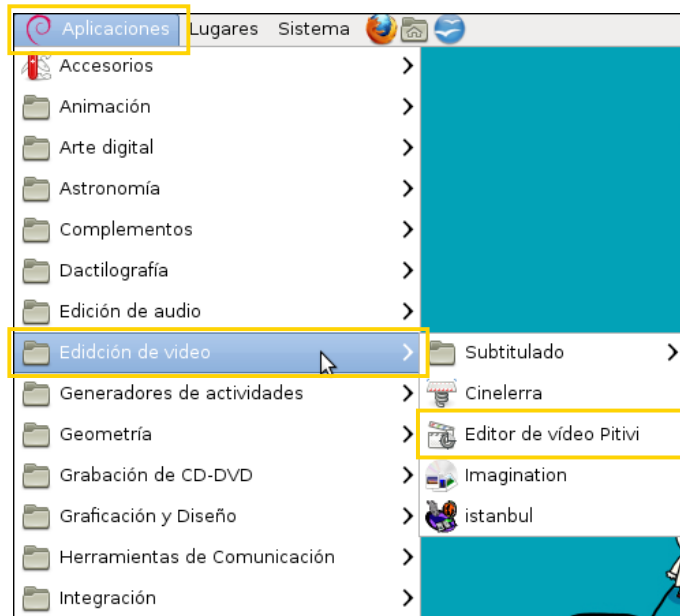 Aplicaciones Lugares Sistema
Accesorios
Animación
Arte digital
Astronomía
Complementos
Dactilografía
Edición de audio
Edidción de video
Subtitulado
Cinelerra
Editor de vídeo Pitivi
Imagination
istanbul
Generadores de actividades
Geometría
Grabación de CD-DVD
Graficación y Diseño
Herramientas de Comunicación
Integración